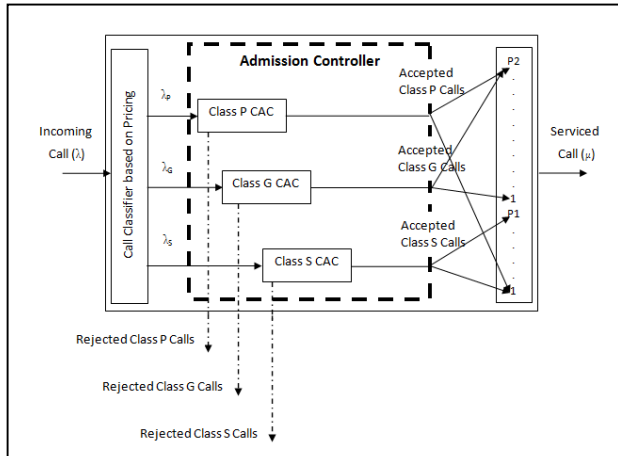 Admission Controller
Call Classifier based on Pricing
Incoming
Call (λ)
λP
λG
λS
Class P CAC
Class G CAC
Class S CAC
Accepted
Class P Calls
Accepted
Class G Calls
Accepted
Class S Calls
P2
.
.
.
.
.
.
1
P1
.
.
.
.
1
Serviced
Call (μ)
Rejected Class P Calls
Rejected Class G Calls
Rejected Class S Calls